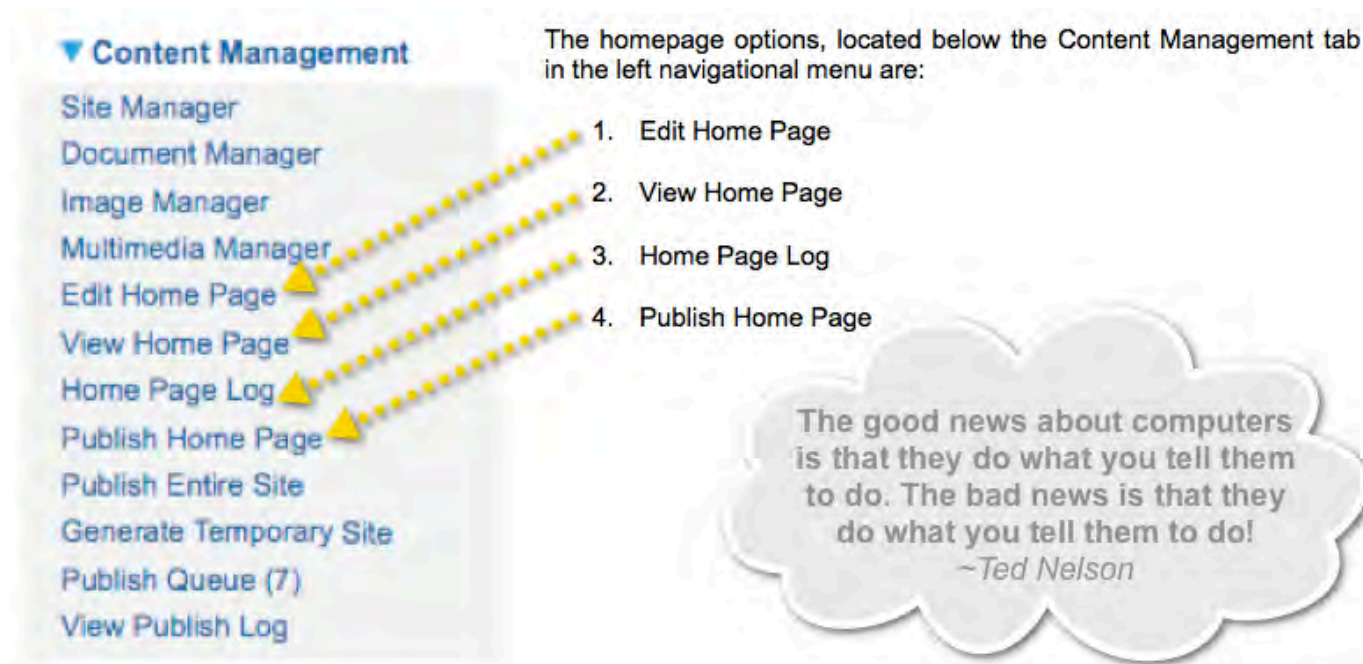 ▼ Content Management
Site Manager
Document Manager
Image Manager
Multimedia Manager
Edit Home Page
View Home Page
Home Page Log
Publish Home Page
Publish Entire Site
Generate Temporary Site
Publish Queue (7)
View Publish Log
The homepage options, located below the Content Management tab
in the left navigational menu are:
1. Edit Home Page
2. View Home Page
3. Home Page Log
4. Publish Home Page
The good news about computers
is that they do what you tell them
to do. The bad news is that they
do what you tell them to do!
~Ted Nelson